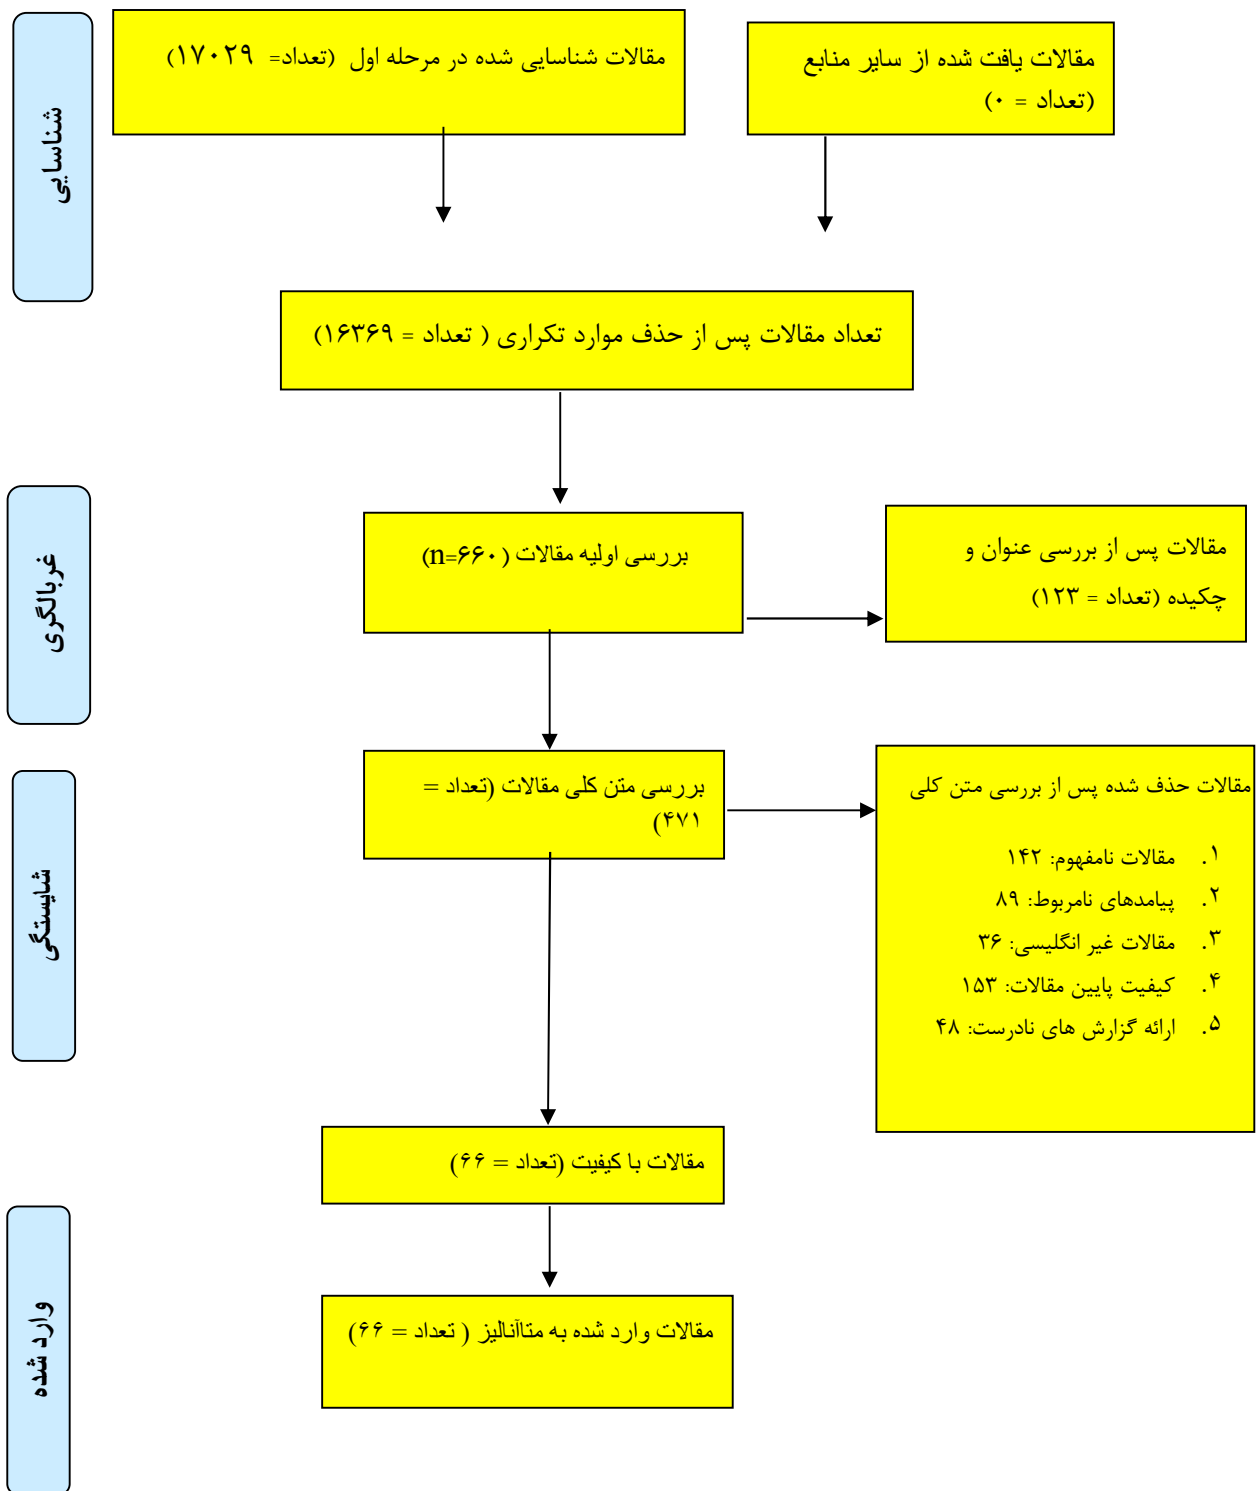 شناسایی
مقالات یافت شده از سایر منابع
(تعداد = ۰)
مقالات شناسایی شده در مرحله اول (تعداد= ۱۷۰۲۹)
تعداد مقالات پس از حذف موارد تکراری ( تعداد = ۱۶۳۶۹)
غربالگری
بررسی اولیه مقالات (n=۶۶۰)
مقالات پس از بررسی عنوان و
چکیده (تعداد = ۱۲۳)
شایستگی
بررسی متن کلی مقالات (تعداد =
۴۷۱)
مقالات حذف شده پس از بررسی متن کلی
۱. مقالات نامفهوم: ۱۴۲
۲. پیامدهای نامربوط: ۸۹
۳. مقالات غیر انگلیسی: ۳۶
۴. کیفیت پایین مقالات: ۱۵۳
۵. ارائه گزارش های نادرست: ۴۸
مقالات با کیفیت (تعداد = ۶۶)
وارد شده
مقالات وارد شده به متاآنالیز ( تعداد = ۶۶)